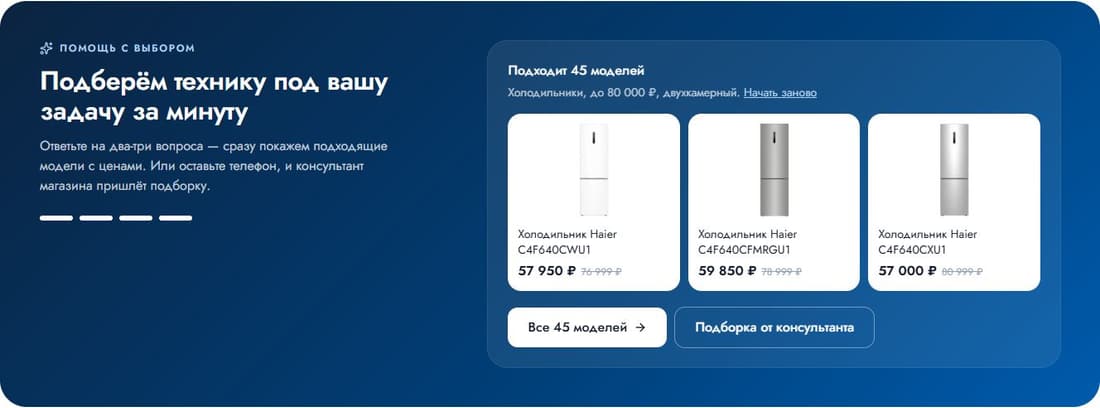 ПОМОЩЬ С ВЫБОРОМ
Подберём технику под вашу
задачу за минуту
Ответьте на два-три вопроса — сразу покажем подходящие
модели с ценами. Или оставьте телефон, и консультант
магазина пришлёт подборку.
Подходит 45 моделей
Холодильники, до 80 000 ₽, двухкамерный. Начать заново
Холодильник Haier
C4F640CWU1
57 950 ₽ 76 999 ₽
Холодильник Haier
C4F640CFMRGU1
59 850 ₽ 78 999 ₽
Холодильник Haier
C4F640CXU1
57 000 ₽ 80 999 ₽
Все 45 моделей →
Подборка от консультанта